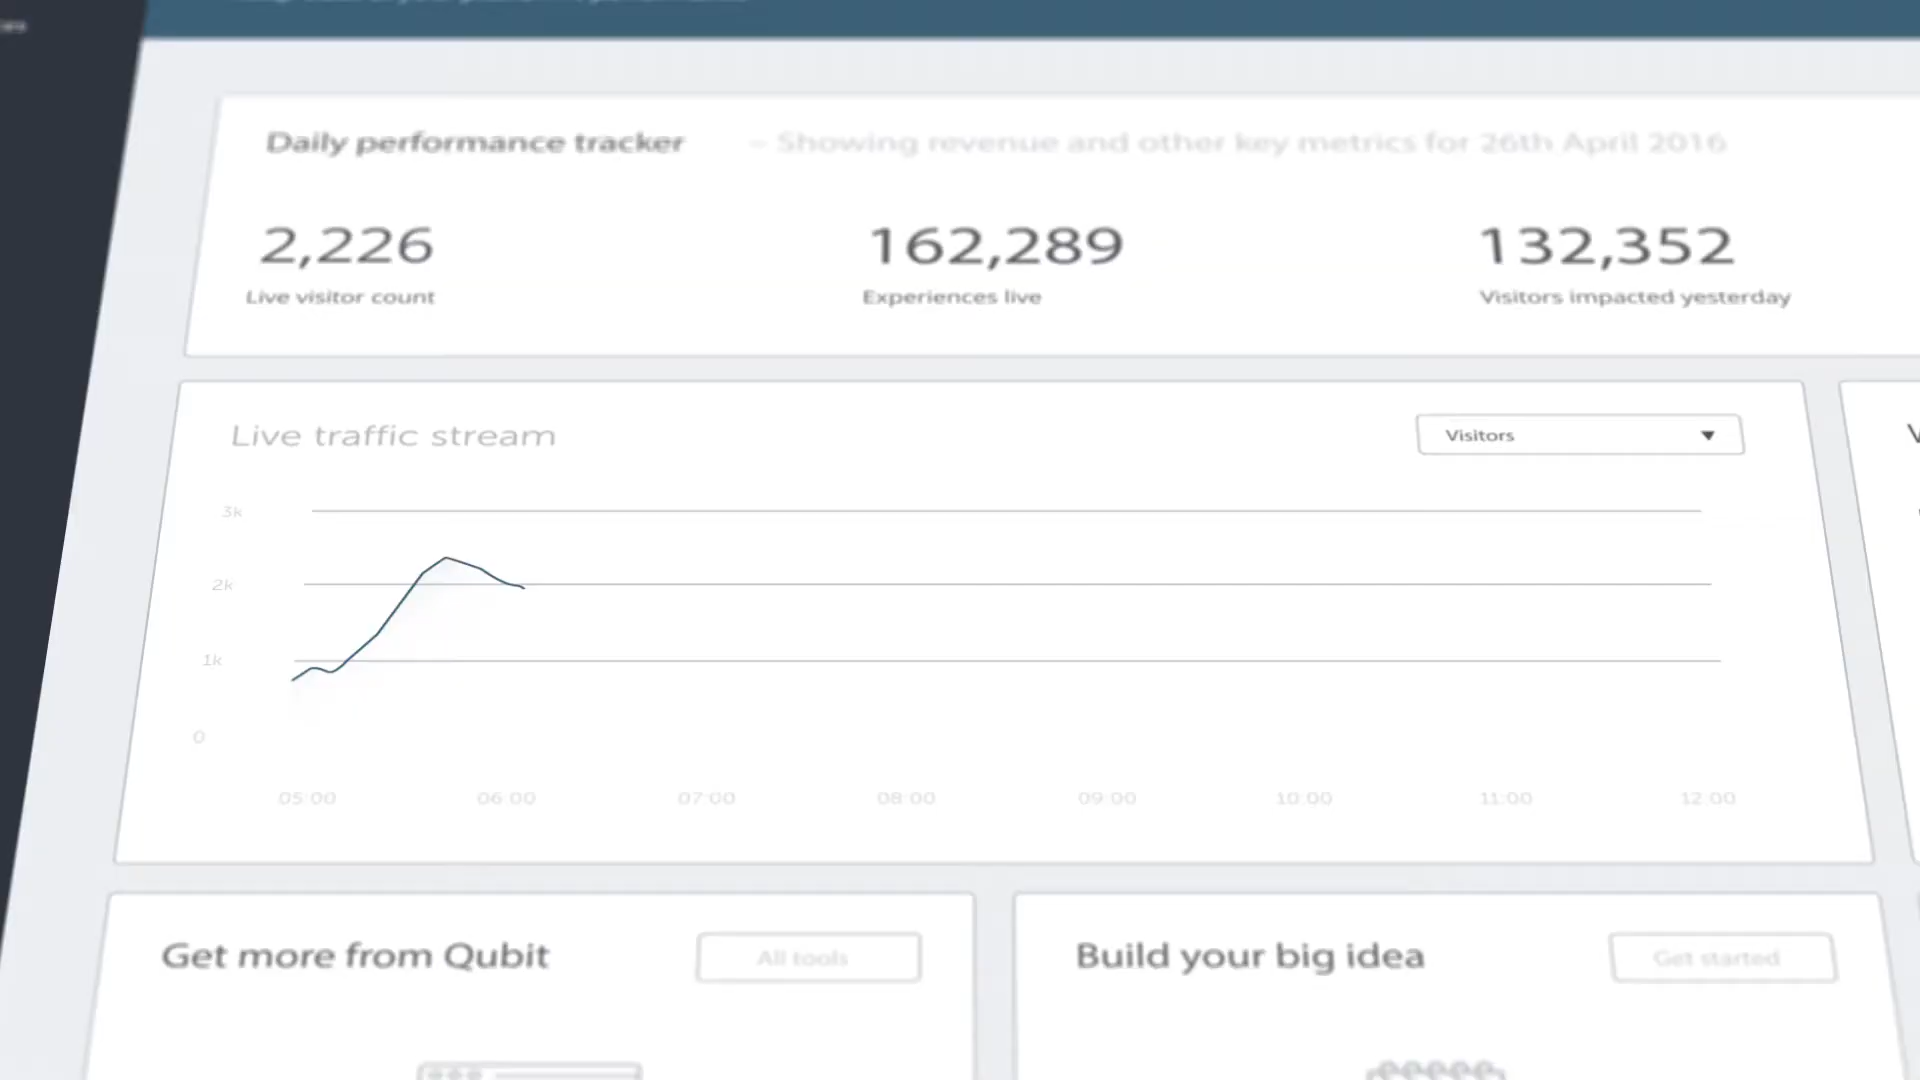 Daily performance tracker – Showing revenue and other key metrics for 26th April 2016
2,226 162,289 132,352
Live visitor count Experiences live Visitors impacted yesterday
Live traffic stream Visitors
3k
2k
1k
0
05:00 06:00 07:00 08:00 09:00 10:00 11:00 12:00
Get more from Qubit All tools Build your big idea Get started